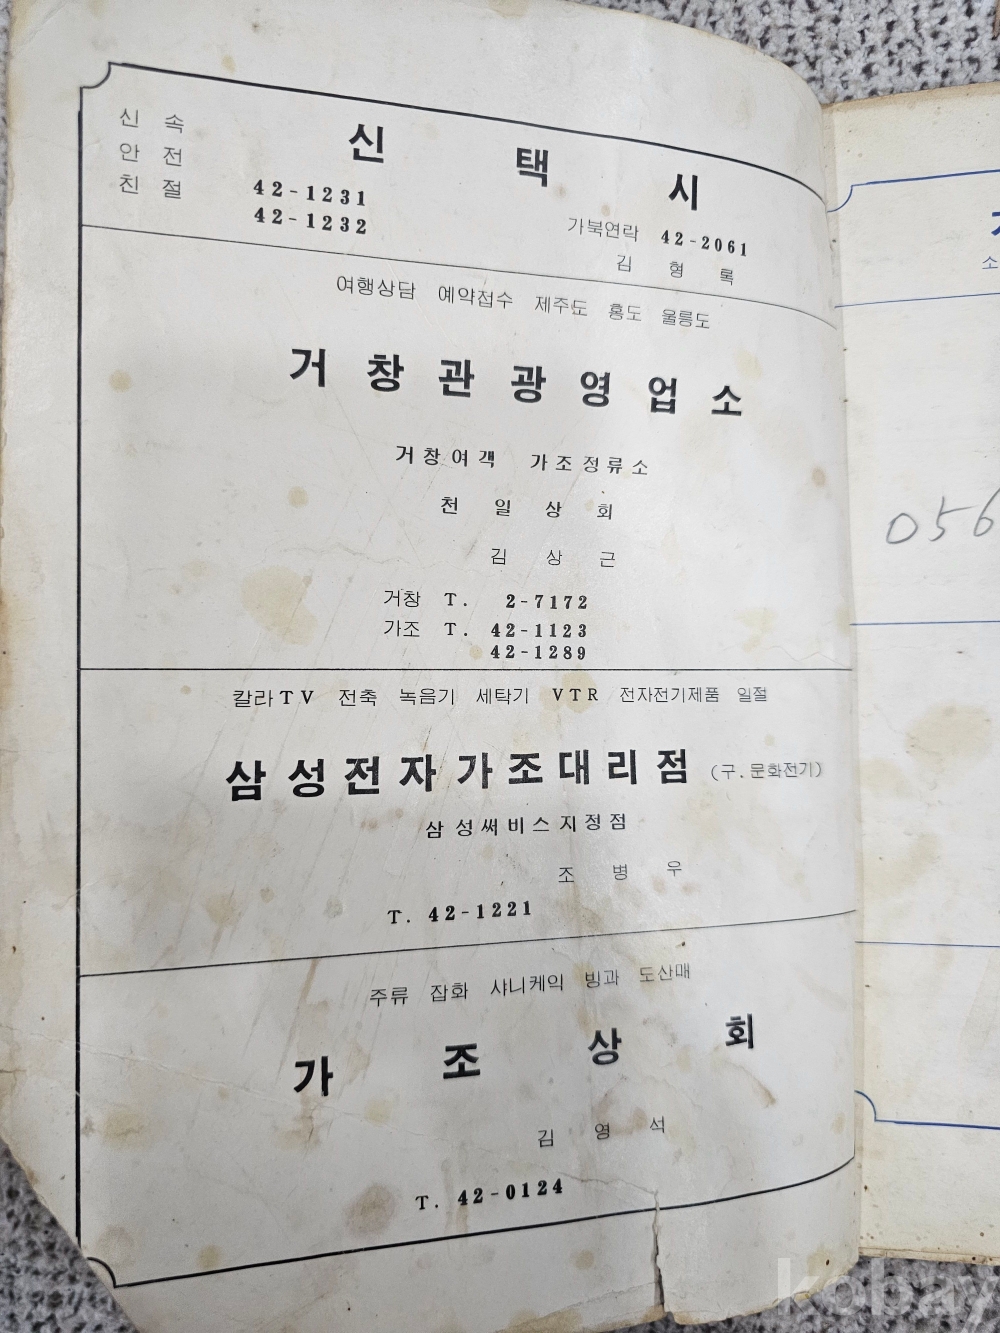 신속
안전
친절
신택시
42-1231
42-1232
가북연락 42-2061
김형록
여행상담 예약접수 제주도 홍도 울릉도
거창관광영업소
거창여객 가조정류소
천일상회
김상근
거창 T. 2-7172
가조 T. 42-1123
42-1289
칼라TV 전축 녹음기 세탁기 VTR 전자전기제품 일절
삼성전자가조대리점 (구.문화전기)
삼성써비스지정점
조병우
T. 42-1221
주류 잡화 샤니케익 빙과 도산매
가조상회
김영석
T. 42-0124
소
056
kobay